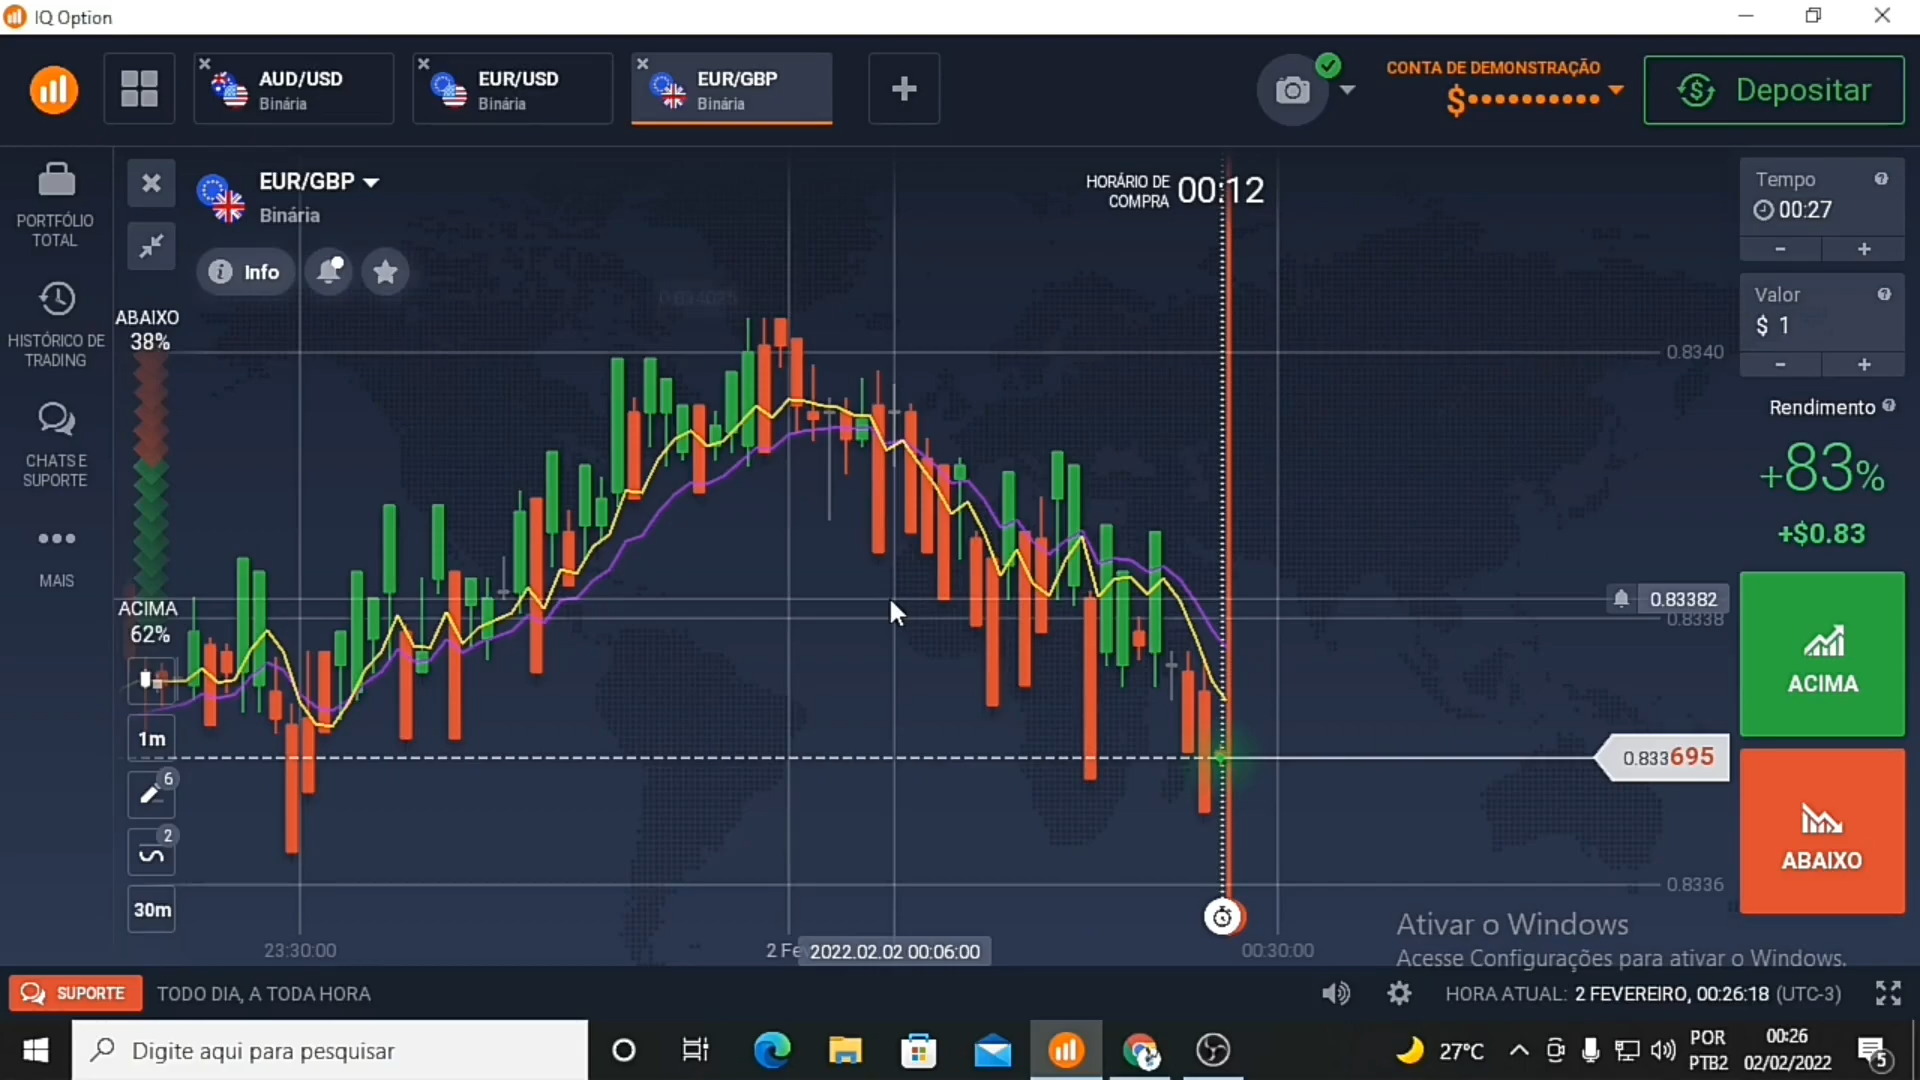 IQ Option
AUD/USD
Binária
EUR/USD
Binária
EUR/GBP
Binária
CONTA DE DEMONSTRAÇÃO
$
Depositar
PORTFÓLIO
TOTAL
HISTÓRICO DE
TRADING
CHATS E
SUPORTE
MAIS
EUR/GBP
Binária
Info
HORÁRIO DE
COMPRA
00:12
ABAIXO
38%
ACIMA
62%
1m
6
2
30m
0.8340
0.83382
0.8338
0.833695
0.8336
23:30:00
2 Fe
2022.02.02 00:06:00
00:30:00
Tempo
00:27
- +
Valor
$ 1
- +
Rendimento
+83%
+$0.83
ACIMA
ABAIXO
Ativar o Windows
Acesse Configurações para ativar o Windows.
SUPORTE
TODO DIA, A TODA HORA
HORA ATUAL: 2 FEVEREIRO, 00:26:18 (UTC-3)
Digite aqui para pesquisar
27°C
POR
PTB2
00:26
02/02/2022
5